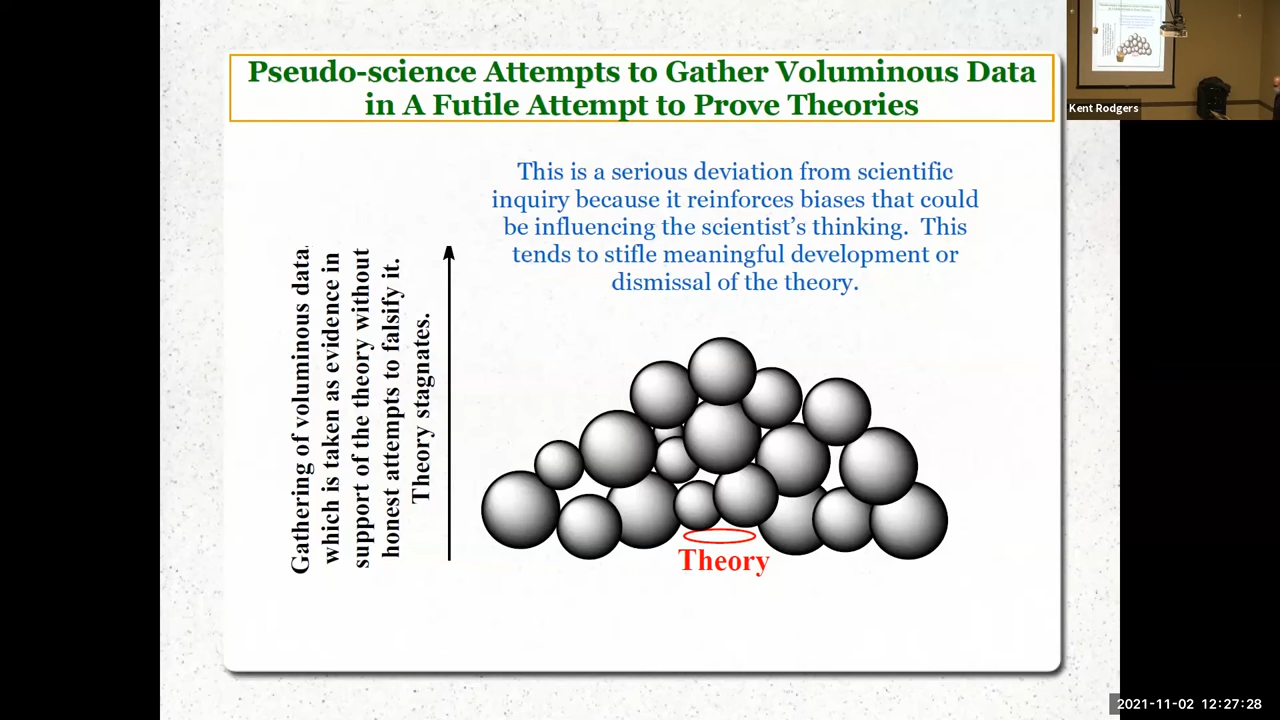 Pseudo-science Attempts to Gather Voluminous Data
in A Futile Attempt to Prove Theories
This is a serious deviation from scientific
inquiry because it reinforces biases that could
be influencing the scientist’s thinking.  This
tends to stifle meaningful development or
dismissal of the theory.
Gathering of voluminous data,
which is taken as evidence in
support of the theory without
honest attempts to falsify it.
Theory stagnates.
Theory
Kent Rodgers
2021-11-02 12:27:28